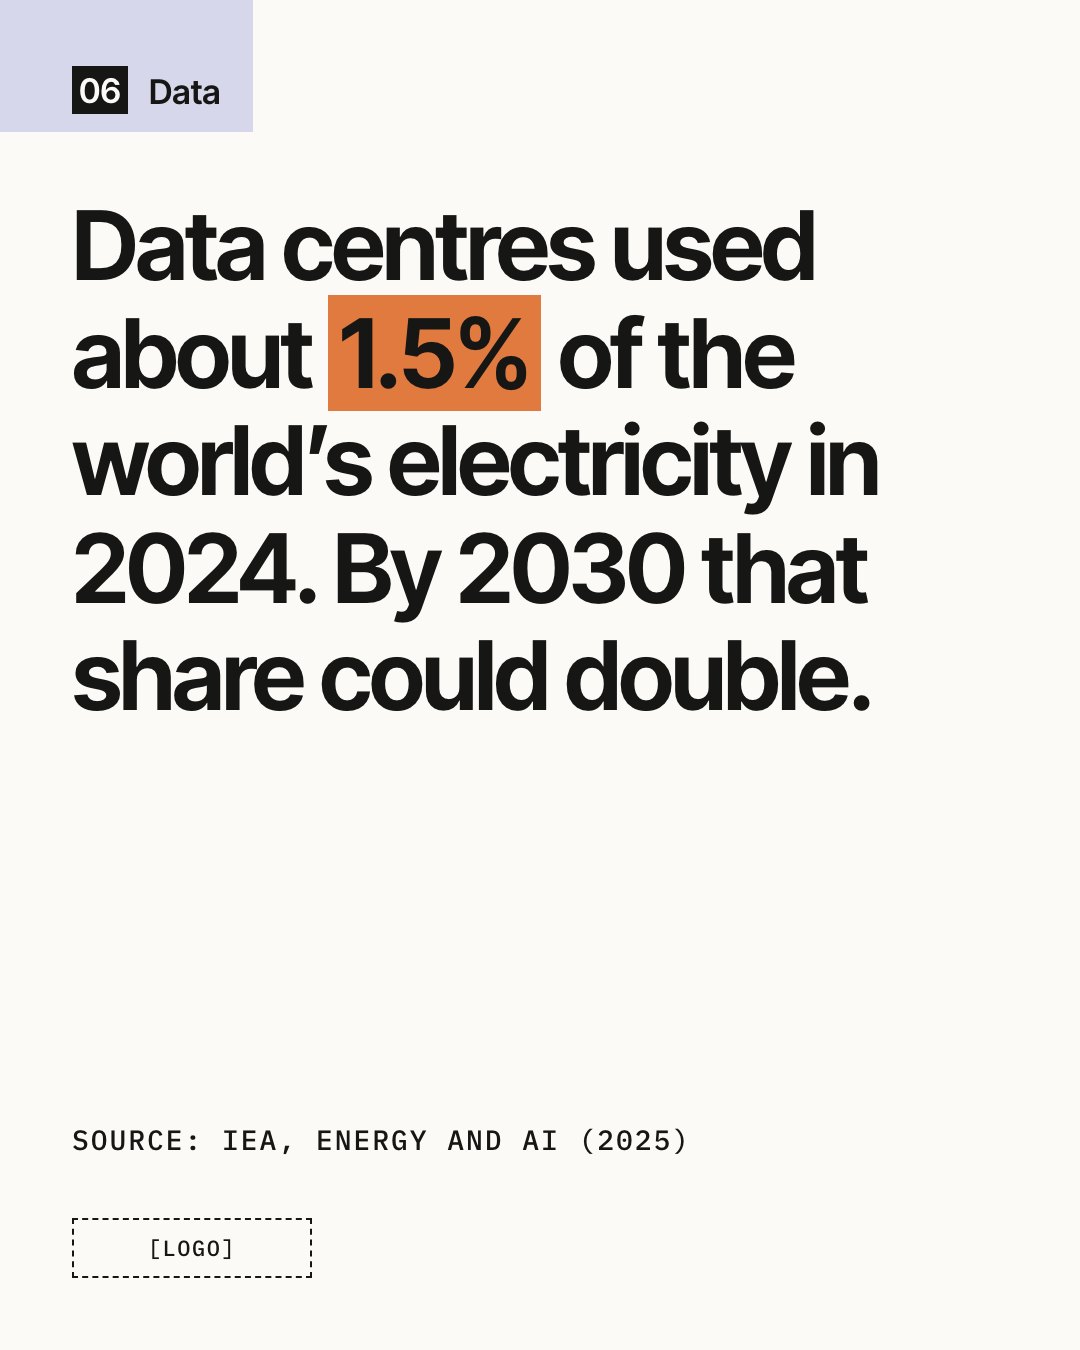 06 Data
Data centres used
about 1.5% of the
world’s electricity in
2024. By 2030 that
share could double.
SOURCE: IEA, ENERGY AND AI (2025)
[LOGO]